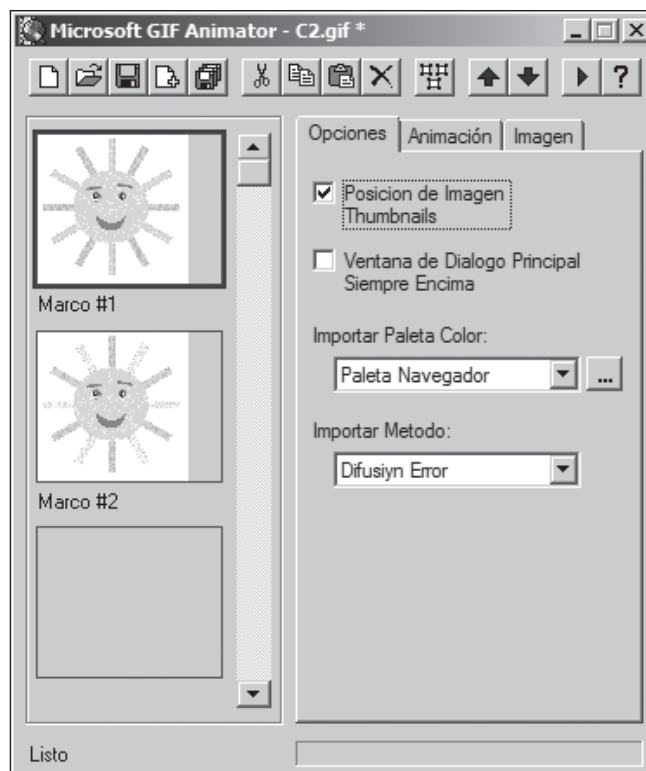 Microsoft GIF Animator - C2.gif *
Opciones
Animación
Imagen
Posicion de Imagen
Thumbnails
Ventana de Dialogo Principal
Siempre Encima
Marco #1
Importar Paleta Color:
Paleta Navegador
...
Importar Metodo:
Difusiyn Error
Marco #2
Listo